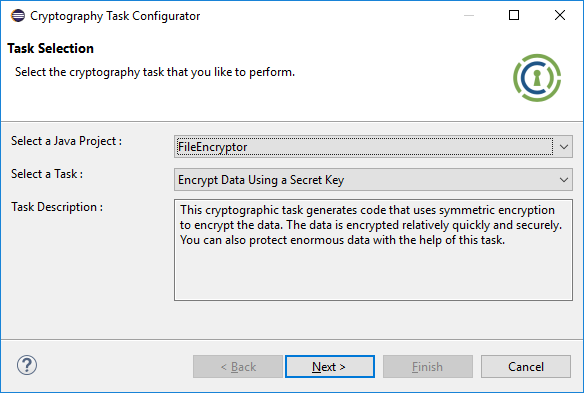 Cryptography Task Configurator
Task Selection
Select the cryptography task that you like to perform.
Select a Java Project :
FileEncryptor
Select a Task :
Encrypt Data Using a Secret Key
Task Description :
This cryptographic task generates code that uses symmetric encryption
to encrypt the data. The data is encrypted relatively quickly and securely.
You can also protect enormous data with the help of this task.
?
< Back
Next >
Finish
Cancel